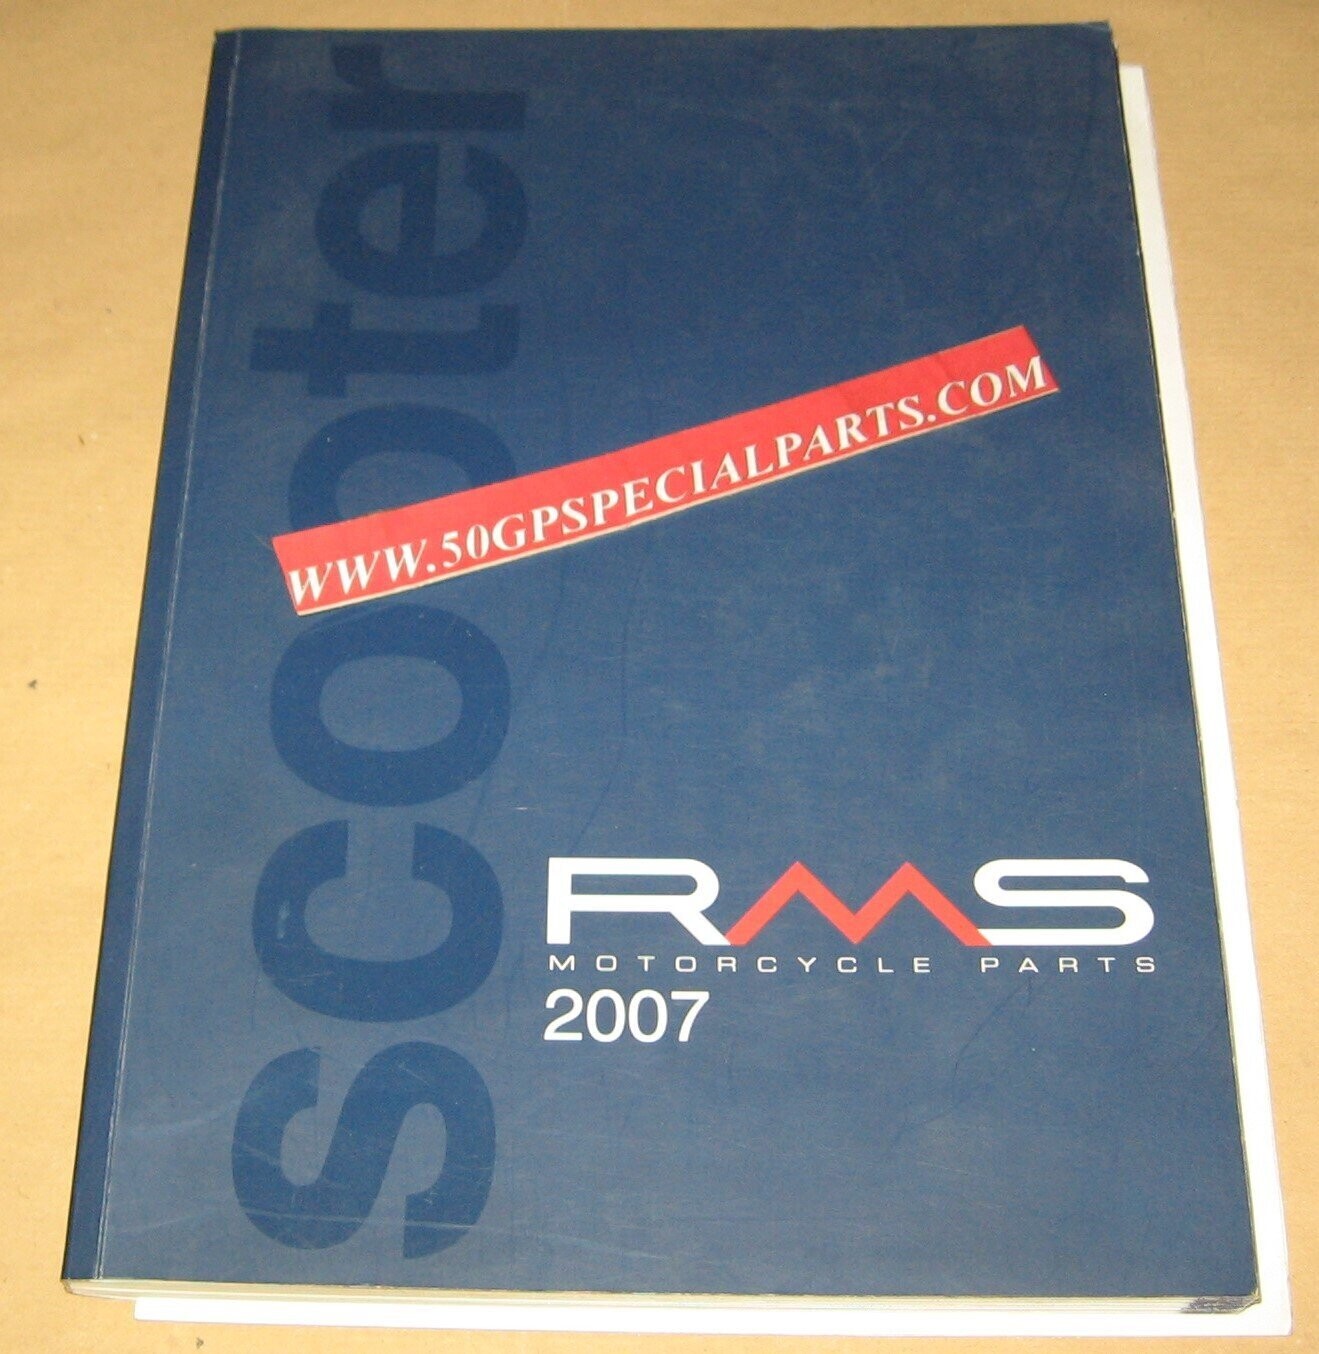 scooter
WWW.50GPSPECIALPARTS.COM
RMS
MOTORCYCLE PARTS
2007